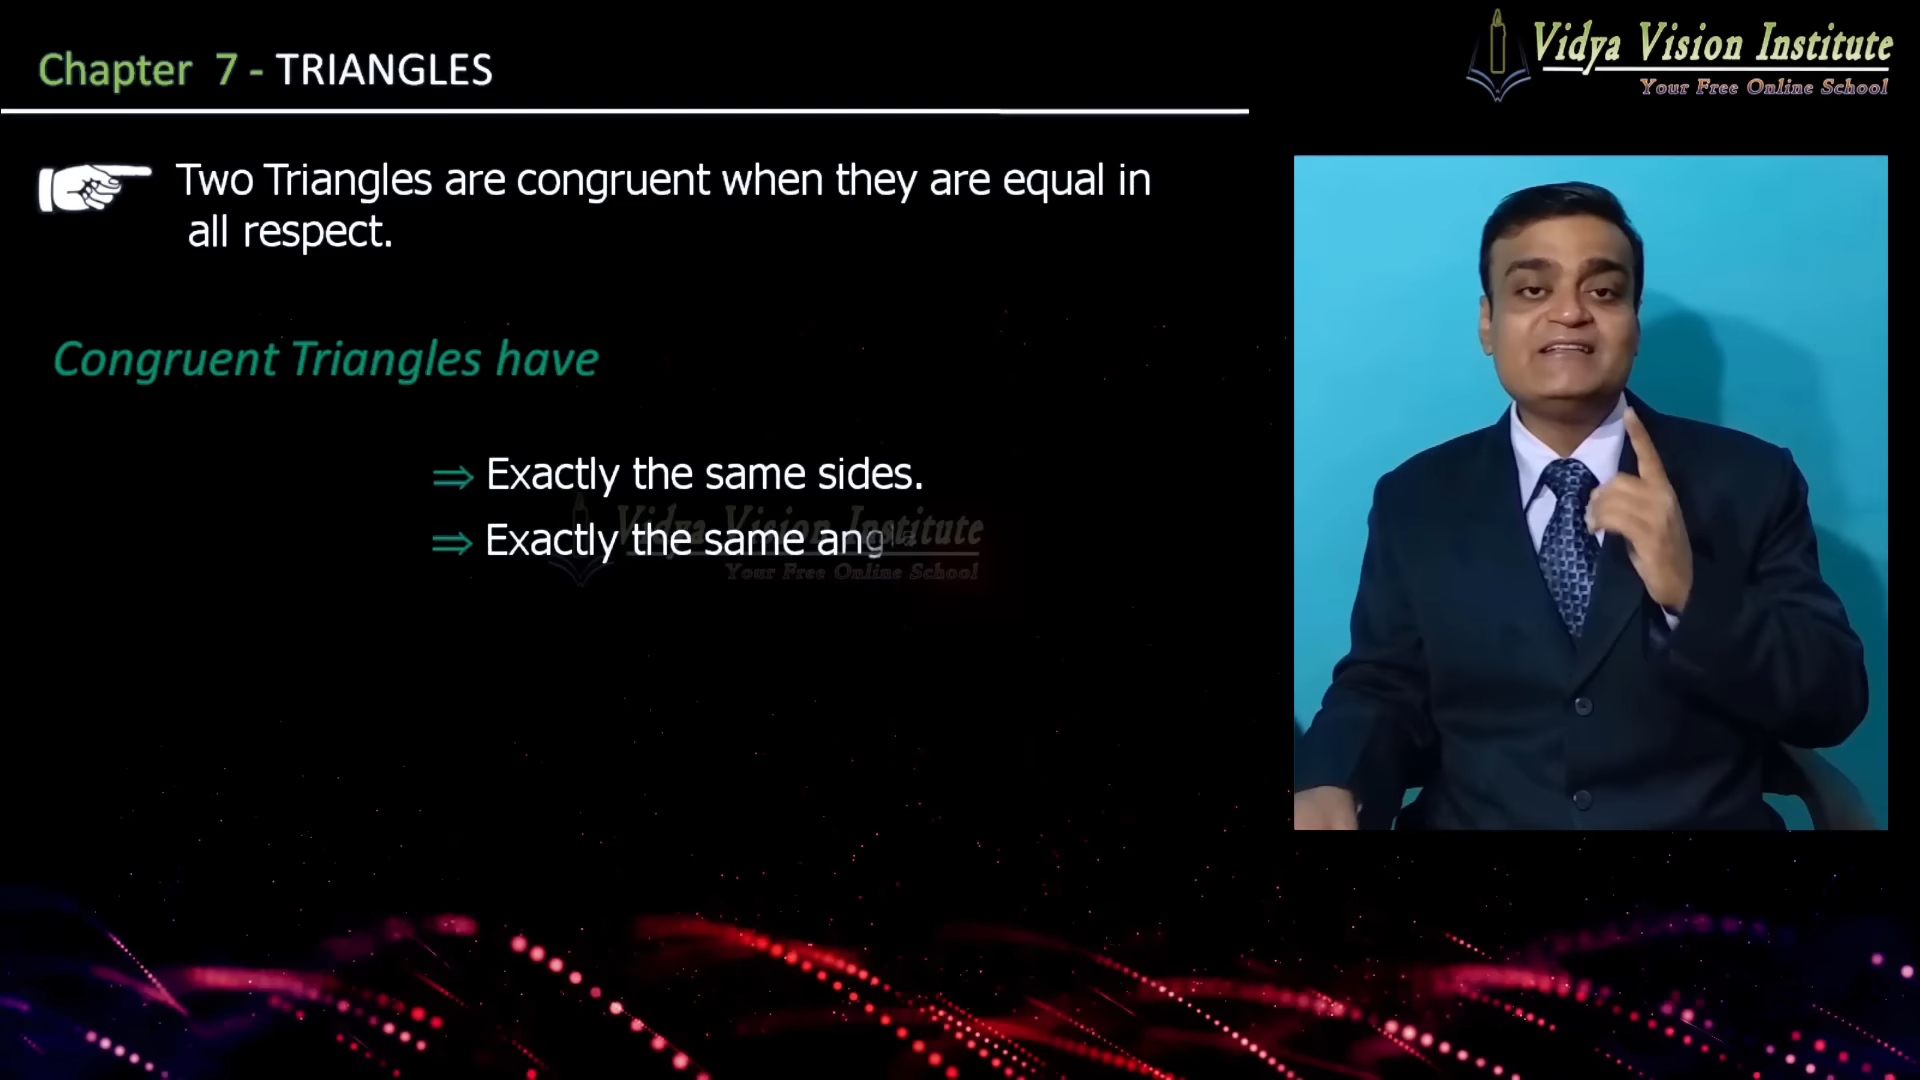 Chapter 7 - TRIANGLES
Vidya Vision Institute
Your Free Online School
Two Triangles are congruent when they are equal in
all respect.
Congruent Triangles have
⇒ Exactly the same sides.
⇒ Exactly the same ang
Vidya Vision Institute
Your Free Online School